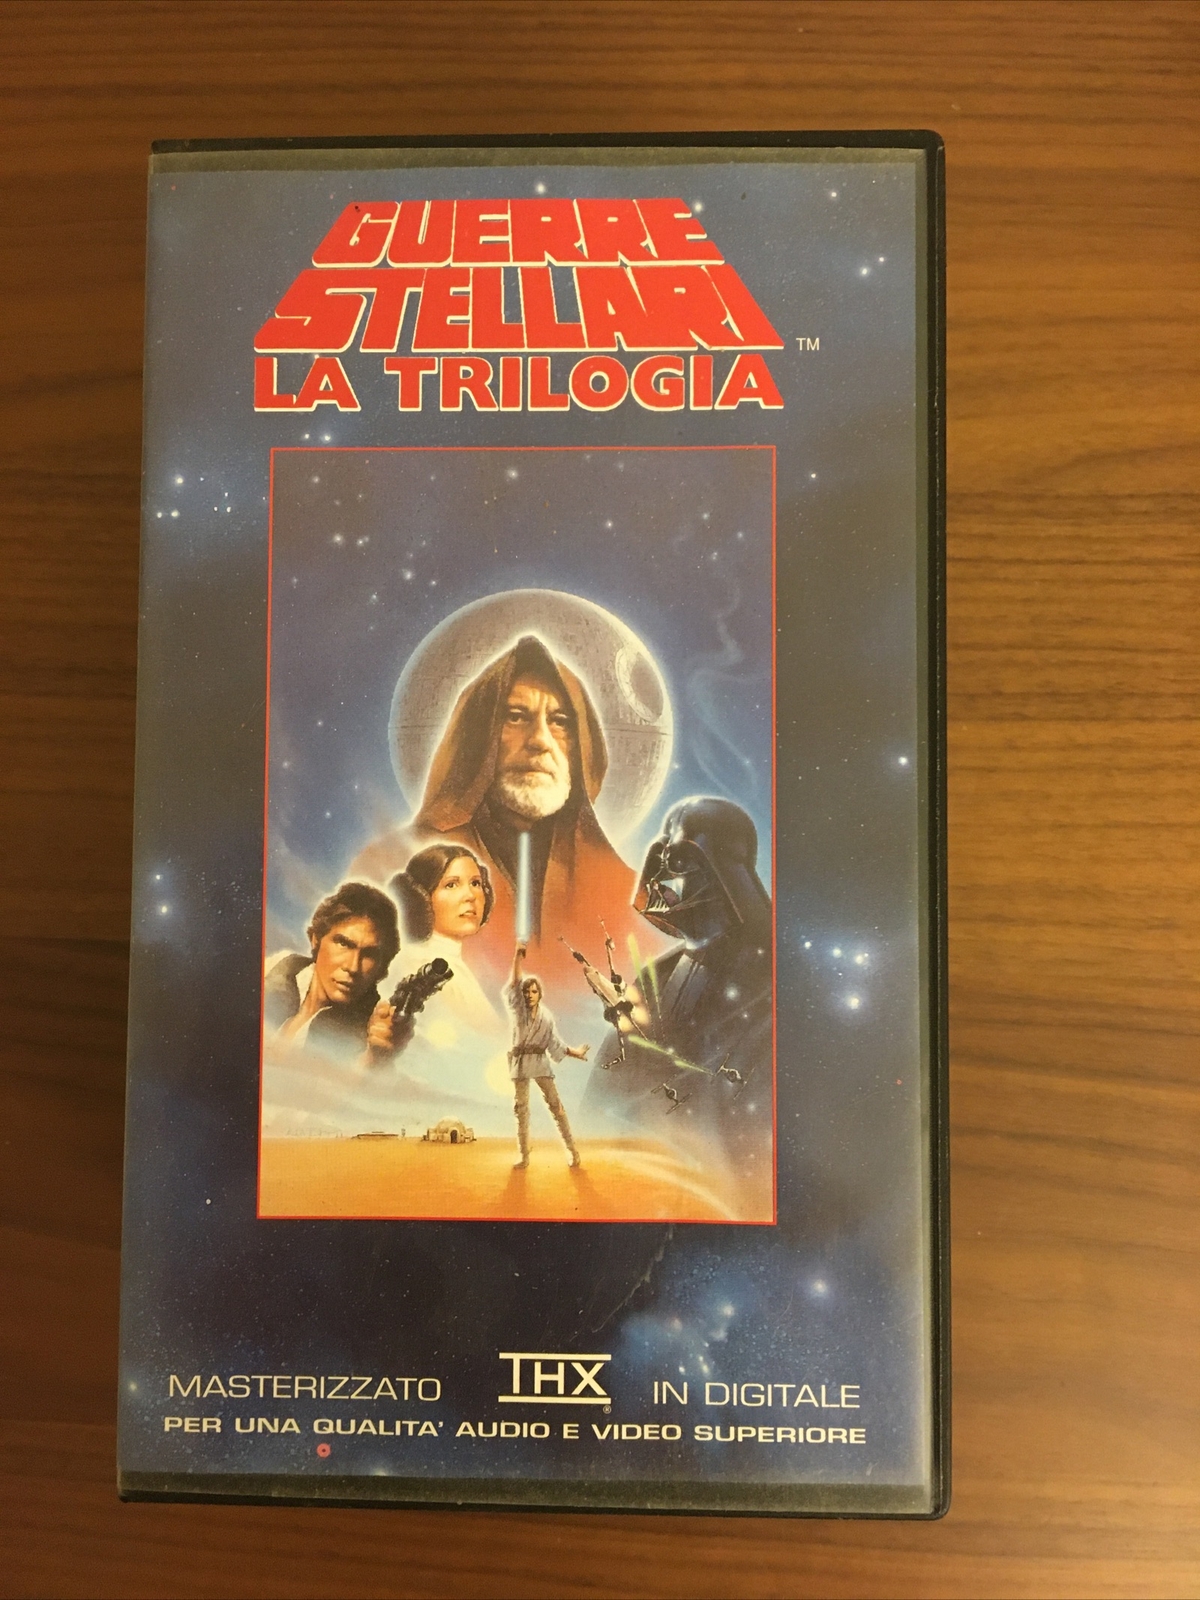 GUERRE
STELLARI TM
LA TRILOGIA
MASTERIZZATO THX® IN DIGITALE
PER UNA QUALITA' AUDIO E VIDEO SUPERIORE